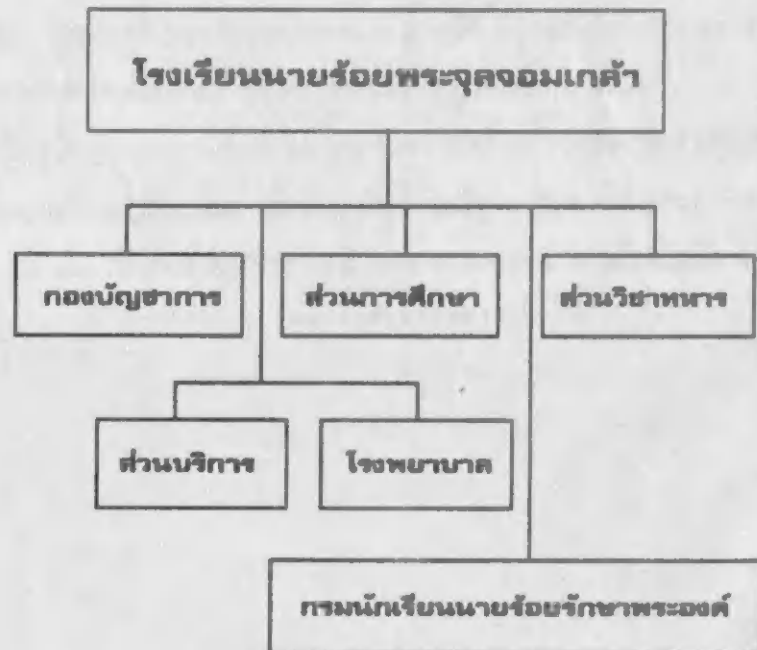 โรงเรียนนายร้อยพระจุลจอมเกล้า
กองบัญชาการ
ส่วนการศึกษา
ส่วนวิชาทหาร
ส่วนบริการ
โรงพยาบาล
กรมนักเรียนนายร้อยรักษาพระองค์